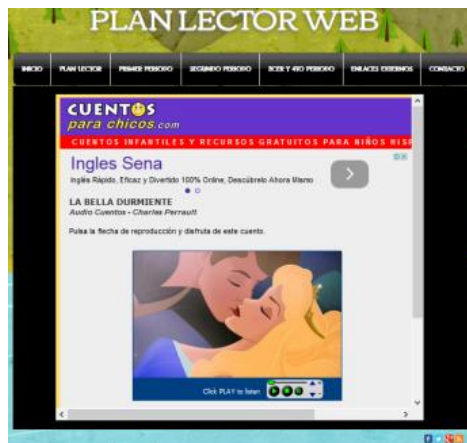 PLAN LECTOR WEB
INICIO PLAN LECTOR PRIMER PERIODO SEGUNDO PERIODO 3CER Y 4TO PERIODO ENLACES EXTERNOS CONTACTO
CUENTOS
para chicos.com
CUENTOS INFANTILES Y RECURSOS GRATUITOS PARA NIÑOS HISP
Ingles Sena
Inglés Rápido, Eficaz y Divertido 100% Online, Descúbrelo Ahora Mismo
LA BELLA DURMIENTE
Audio Cuentos - Charles Perrault
Pulsa la flecha de reproducción y disfruta de este cuento.
Click PLAY to listen